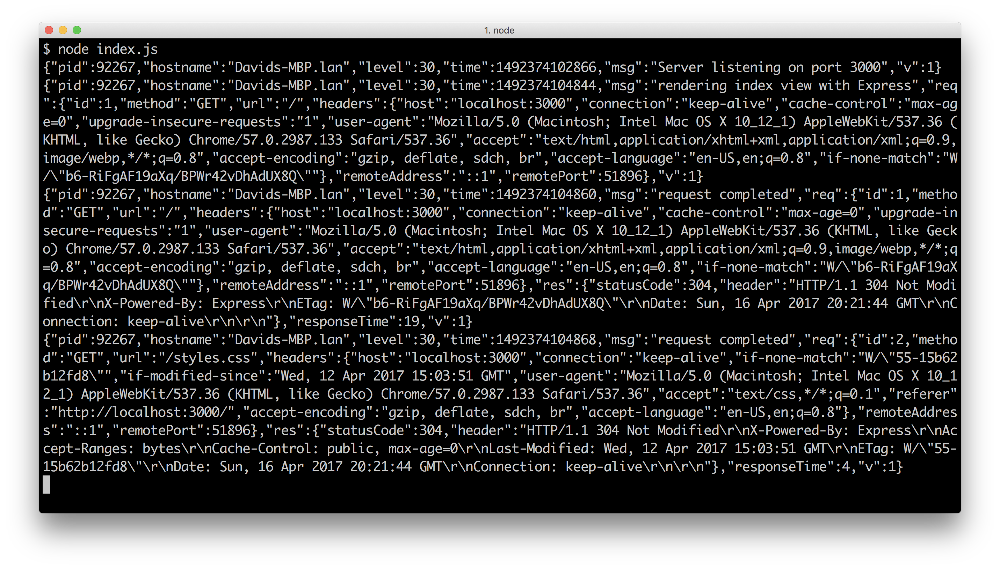 1. node
$ node index.js
{"pid":92267,"hostname":"Davids-MBP.lan","level":30,"time":1492374102866,"msg":"Server listening on port 3000","v":1}
{"pid":92267,"hostname":"Davids-MBP.lan","level":30,"time":1492374104844,"msg":"rendering index view with Express","req
":{"id":1,"method":"GET","url":"/","headers":{"host":"localhost:3000","connection":"keep-alive","cache-control":"max-ag
e=0","upgrade-insecure-requests":"1","user-agent":"Mozilla/5.0 (Macintosh; Intel Mac OS X 10_12_1) AppleWebKit/537.36 (
KHTML, like Gecko) Chrome/57.0.2987.133 Safari/537.36","accept":"text/html,application/xhtml+xml,application/xml;q=0.9,
image/webp,*/*;q=0.8","accept-encoding":"gzip, deflate, sdch, br","accept-language":"en-US,en;q=0.8","if-none-match":"W
/\"b6-RiFgAF19aXq/BPWr42vDhAdUX8Q\""},"remoteAddress":"::1","remotePort":51896},"v":1}
{"pid":92267,"hostname":"Davids-MBP.lan","level":30,"time":1492374104860,"msg":"request completed","req":{"id":1,"metho
d":"GET","url":"/","headers":{"host":"localhost:3000","connection":"keep-alive","cache-control":"max-age=0","upgrade-in
secure-requests":"1","user-agent":"Mozilla/5.0 (Macintosh; Intel Mac OS X 10_12_1) AppleWebKit/537.36 (KHTML, like Geck
o) Chrome/57.0.2987.133 Safari/537.36","accept":"text/html,application/xhtml+xml,application/xml;q=0.9,image/webp,*/*;q
=0.8","accept-encoding":"gzip, deflate, sdch, br","accept-language":"en-US,en;q=0.8","if-none-match":"W/\"b6-RiFgAF19aX
q/BPWr42vDhAdUX8Q\""},"remoteAddress":"::1","remotePort":51896},"res":{"statusCode":304,"header":"HTTP/1.1 304 Not Modi
fied\r\nX-Powered-By: Express\r\nETag: W/\"b6-RiFgAF19aXq/BPWr42vDhAdUX8Q\"\r\nDate: Sun, 16 Apr 2017 20:21:44 GMT\r\nC
onnection: keep-alive\r\n\r\n"},"responseTime":19,"v":1}
{"pid":92267,"hostname":"Davids-MBP.lan","level":30,"time":1492374104868,"msg":"request completed","req":{"id":2,"metho
d":"GET","url":"/styles.css","headers":{"host":"localhost:3000","connection":"keep-alive","if-none-match":"W/\"55-15b62
b12fd8\"","if-modified-since":"Wed, 12 Apr 2017 15:03:51 GMT","user-agent":"Mozilla/5.0 (Macintosh; Intel Mac OS X 10_1
2_1) AppleWebKit/537.36 (KHTML, like Gecko) Chrome/57.0.2987.133 Safari/537.36","accept":"text/css,*/*;q=0.1","referer"
:"http://localhost:3000/","accept-encoding":"gzip, deflate, sdch, br","accept-language":"en-US,en;q=0.8"},"remoteAddres
s":"::1","remotePort":51896},"res":{"statusCode":304,"header":"HTTP/1.1 304 Not Modified\r\nX-Powered-By: Express\r\nAc
cept-Ranges: bytes\r\nCache-Control: public, max-age=0\r\nLast-Modified: Wed, 12 Apr 2017 15:03:51 GMT\r\nETag: W/\"55-
15b62b12fd8\"\r\nDate: Sun, 16 Apr 2017 20:21:44 GMT\r\nConnection: keep-alive\r\n\r\n"},"responseTime":4,"v":1}